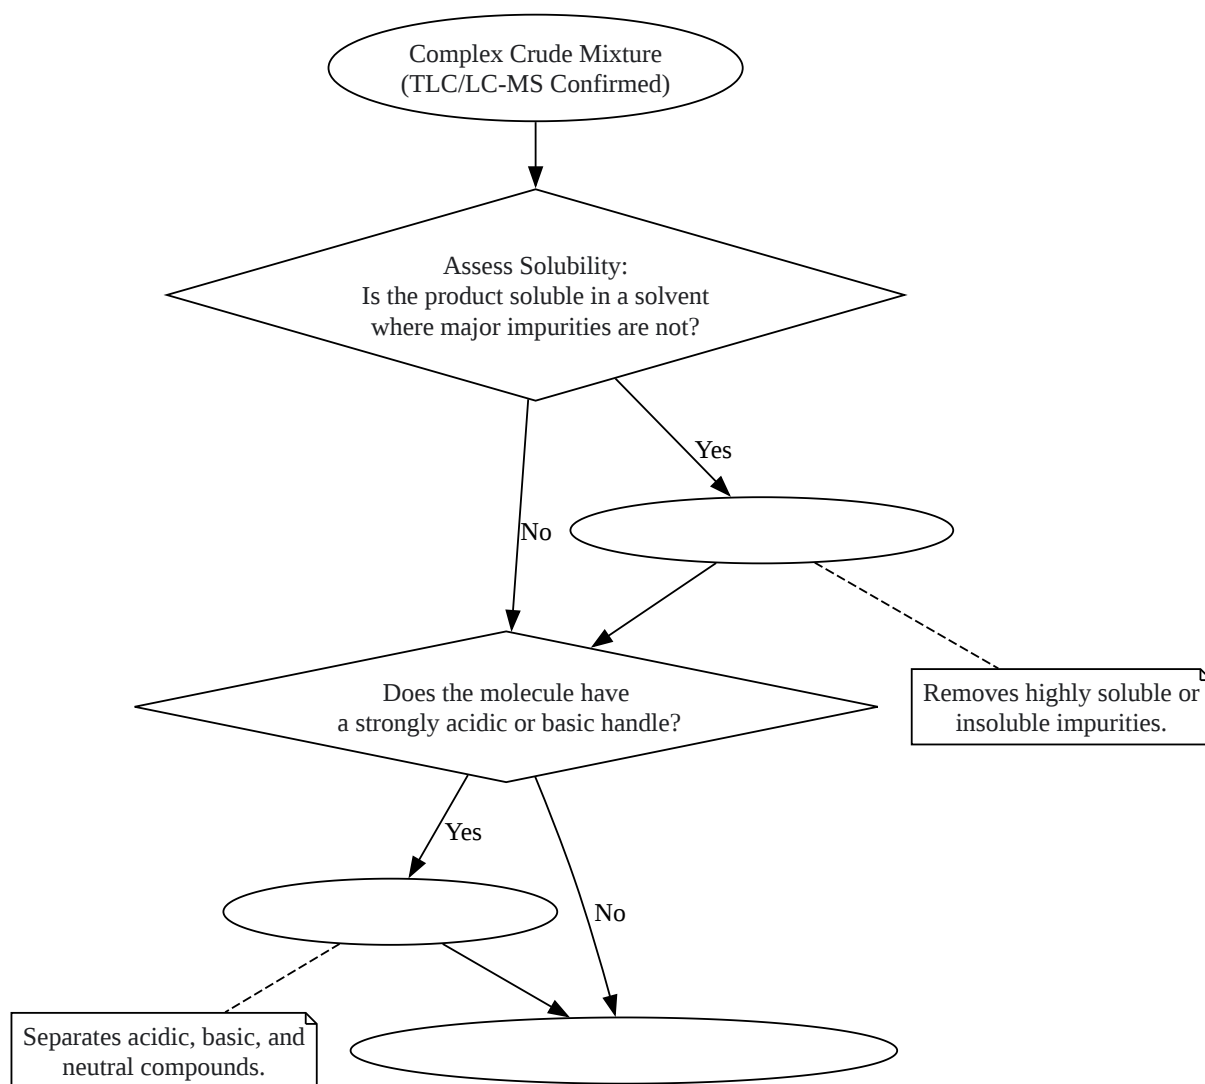 Complex Crude Mixture
(TLC/LC-MS Confirmed)
Assess Solubility:
Is the product soluble in a solvent
where major impurities are not?
Yes
No
Does the molecule have
a strongly acidic or basic handle?
Removes highly soluble or
insoluble impurities.
Yes
No
Separates acidic, basic, and
neutral compounds.